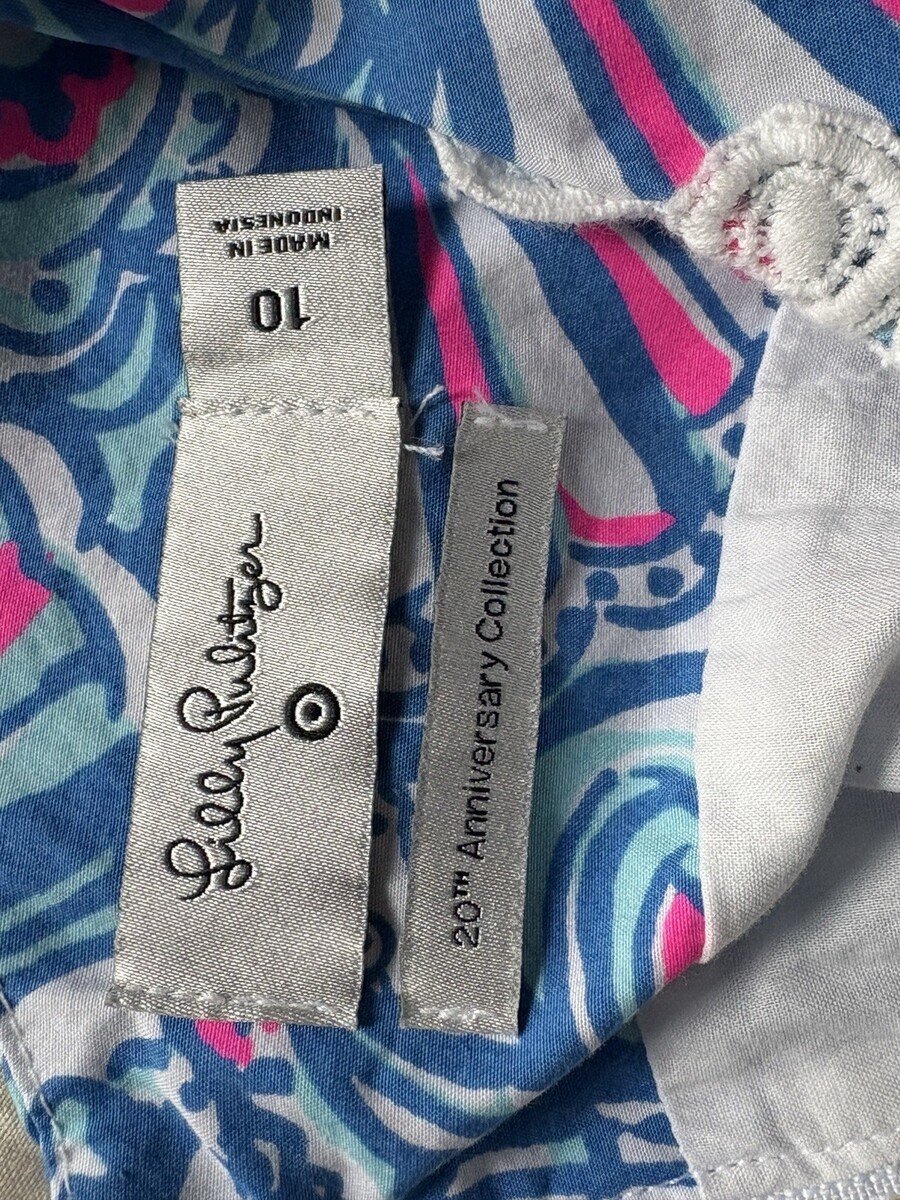 MADE IN
INDONESIA
10
Lilly Pulitzer
20TH Anniversary Collection